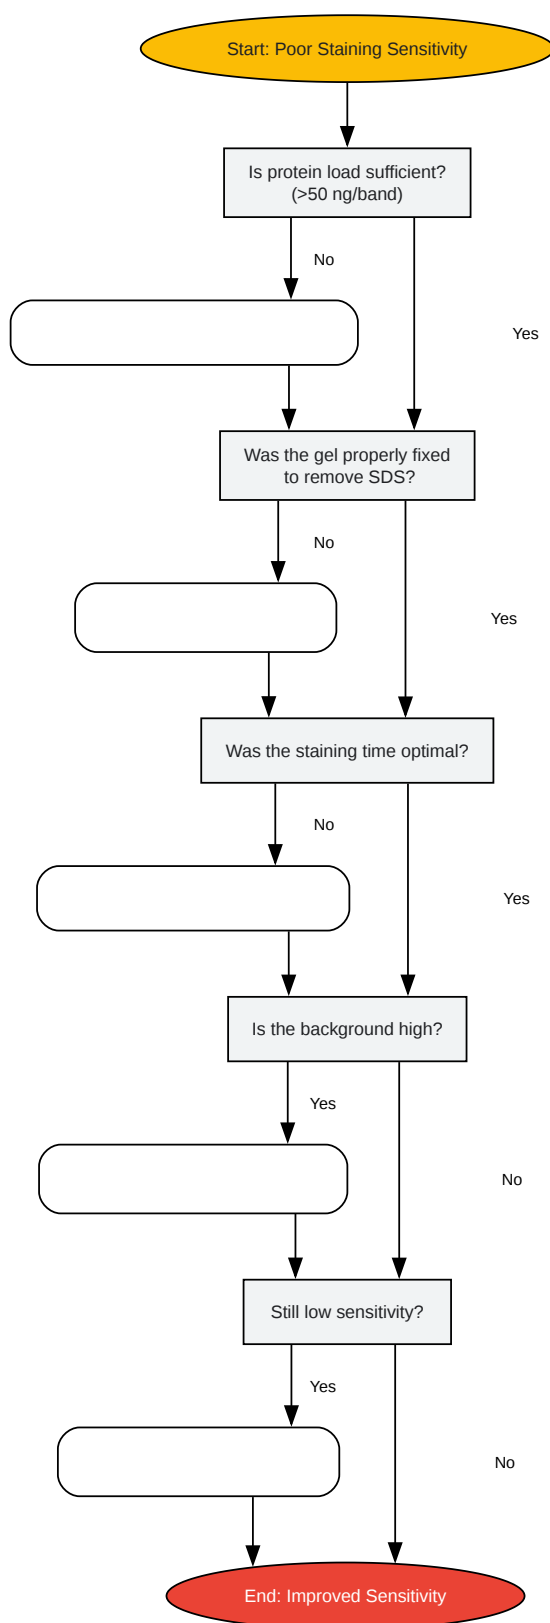 Start: Poor Staining Sensitivity
Is protein load sufficient?
(>50 ng/band)
No
Yes
Was the gel properly fixed
to remove SDS?
No
Yes
Was the staining time optimal?
No
Yes
Is the background high?
Yes
No
Still low sensitivity?
Yes
No
End: Improved Sensitivity